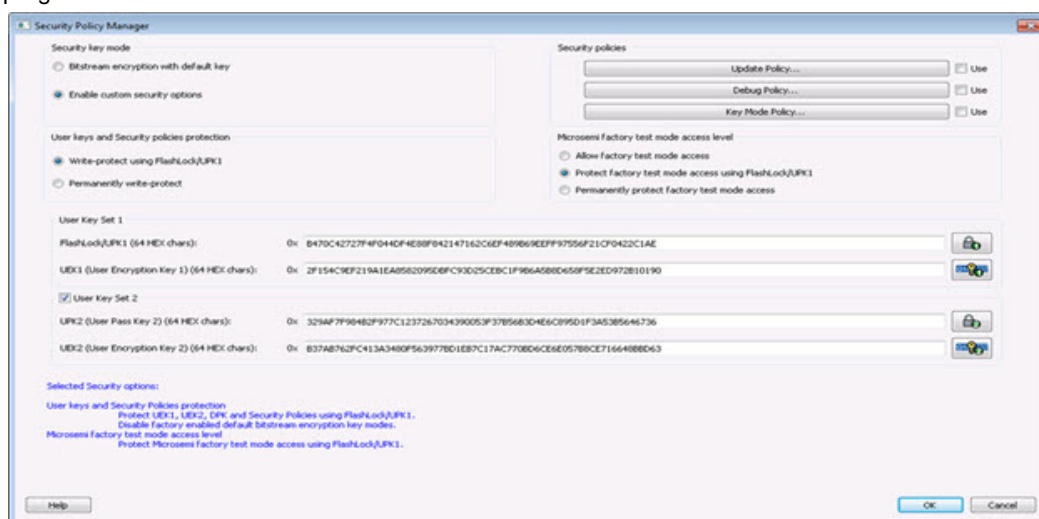 Security Policy Manager
Security key mode
Bitstream encryption with default key
Enable custom security options
Security policies
Update Policy...
Use
Debug Policy...
Use
Key Mode Policy...
Use
User keys and Security policies protection
Write-protect using FlashLock/UPK1
Permanently write-protect
Microsemi factory test mode access level
Allow factory test mode access
Protect factory test mode access using FlashLock/UPK1
Permanently protect factory test mode access
User Key Set 1
FlashLock/UPK1 (64 HEX chars): 0x
UEK1 (User Encryption Key 1) (64 HEX chars): 0x
User Key Set 2
UPK2 (User Pass Key 2) (64 HEX chars): 0x
UEK2 (User Encryption Key 2) (64 HEX chars): 0x
Selected Security options:
User keys and Security Policies protection
Protect UEK1, UEK2, DPK and Security Policies using FlashLock/UPK1.
Disable factory enabled default bitstream encryption key modes.
Microsemi factory test mode access level
Protect Microsemi factory test mode access using FlashLock/UPK1.
Help
OK
Cancel